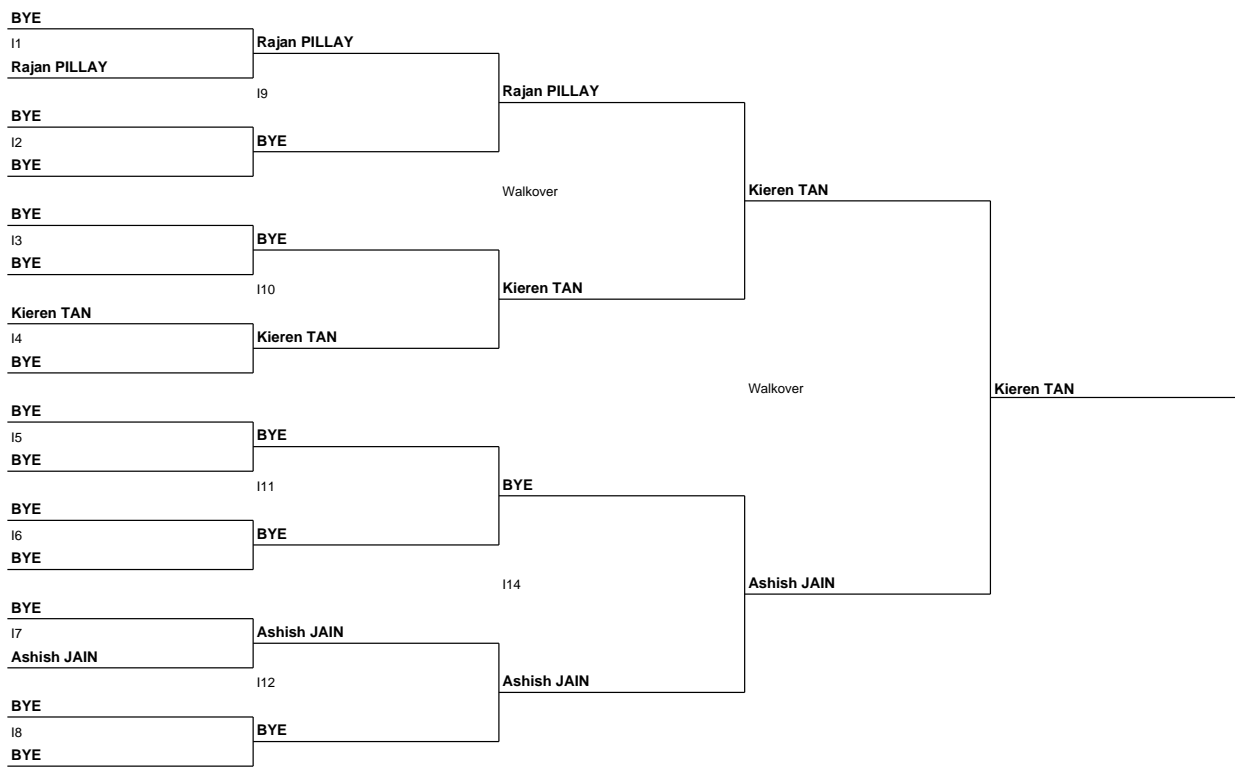 BYE
I1
Rajan PILLAY
Rajan PILLAY
I9
Rajan PILLAY
BYE
I2
BYE
BYE
Walkover
Kieren TAN
BYE
I3
BYE
BYE
I10
Kieren TAN
Kieren TAN
I4
Kieren TAN
BYE
Walkover
Kieren TAN
BYE
I5
BYE
BYE
I11
BYE
BYE
I6
BYE
BYE
I14
Ashish JAIN
BYE
I7
Ashish JAIN
Ashish JAIN
I12
Ashish JAIN
BYE
I8
BYE
BYE